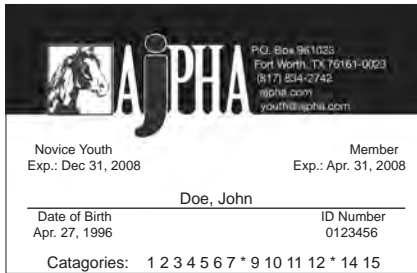 AjPHA
P.O. Box 961023
Fort Worth, TX 76161-0023
(817) 834-2742
ajpha.com
youth@ajpha.com
Novice Youth Member
Exp.: Dec 31, 2008 Exp.: Apr. 31, 2008
Doe, John
Date of Birth ID Number
Apr. 27, 1996 0123456
Catagories: 1 2 3 4 5 6 7 * 9 10 11 12 * 14 15